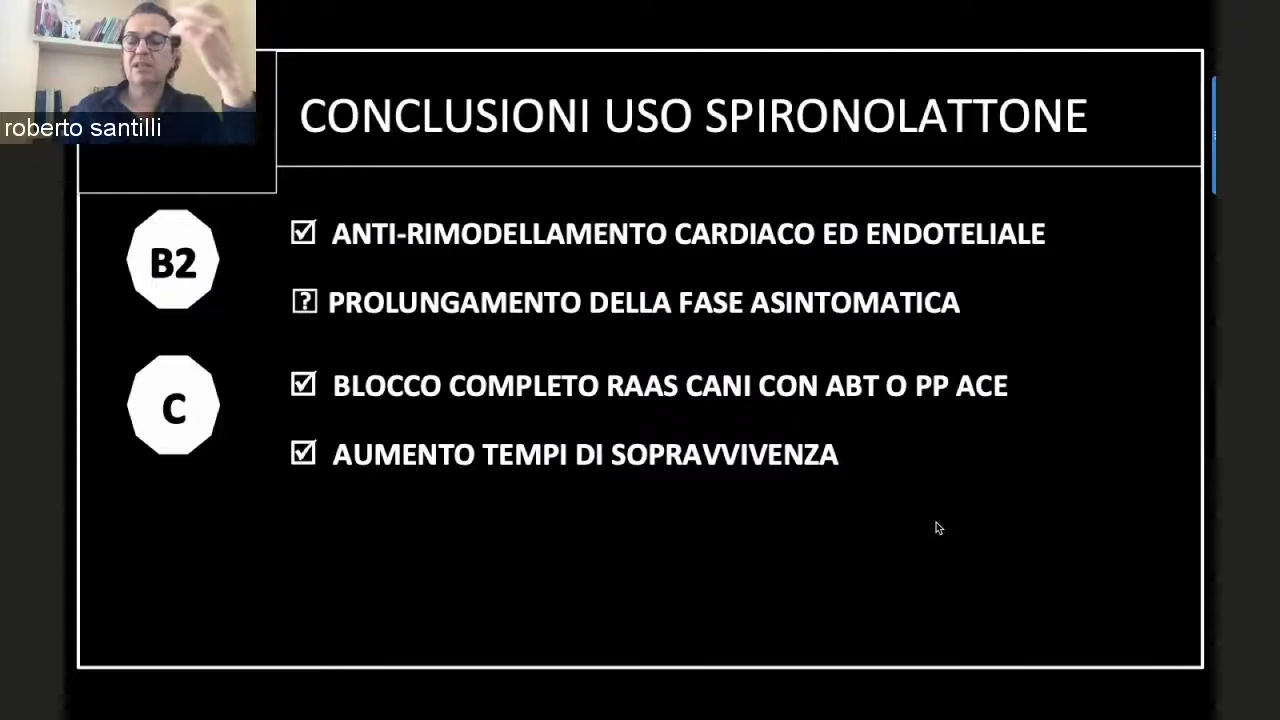 roberto santilli
CONCLUSIONI USO SPIRONOLATTONE
B2
☑ ANTI-RIMODELLAMENTO CARDIACO ED ENDOTELIALE
? PROLUNGAMENTO DELLA FASE ASINTOMATICA
C
☑ BLOCCO COMPLETO RAAS CANI CON ABT O PP ACE
☑ AUMENTO TEMPI DI SOPRAVVIVENZA